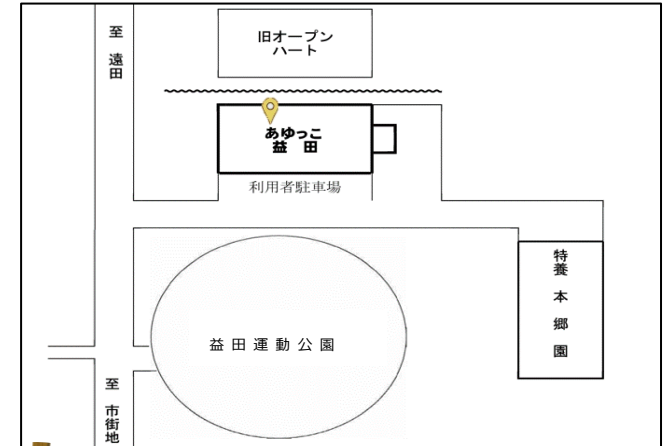 至 遠田
旧オープン
ハート
あゆっこ
益 田
利用者駐車場
特養 本郷園
益田運動公園
至 市街地